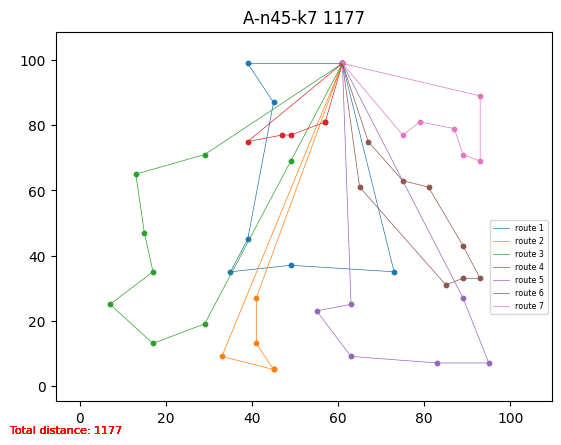 A-n45-k7 1177
100
80
60
40
20
0
0 20 40 60 80 100
route 1
route 2
route 3
route 4
route 5
route 6
route 7
Total distance: 1177